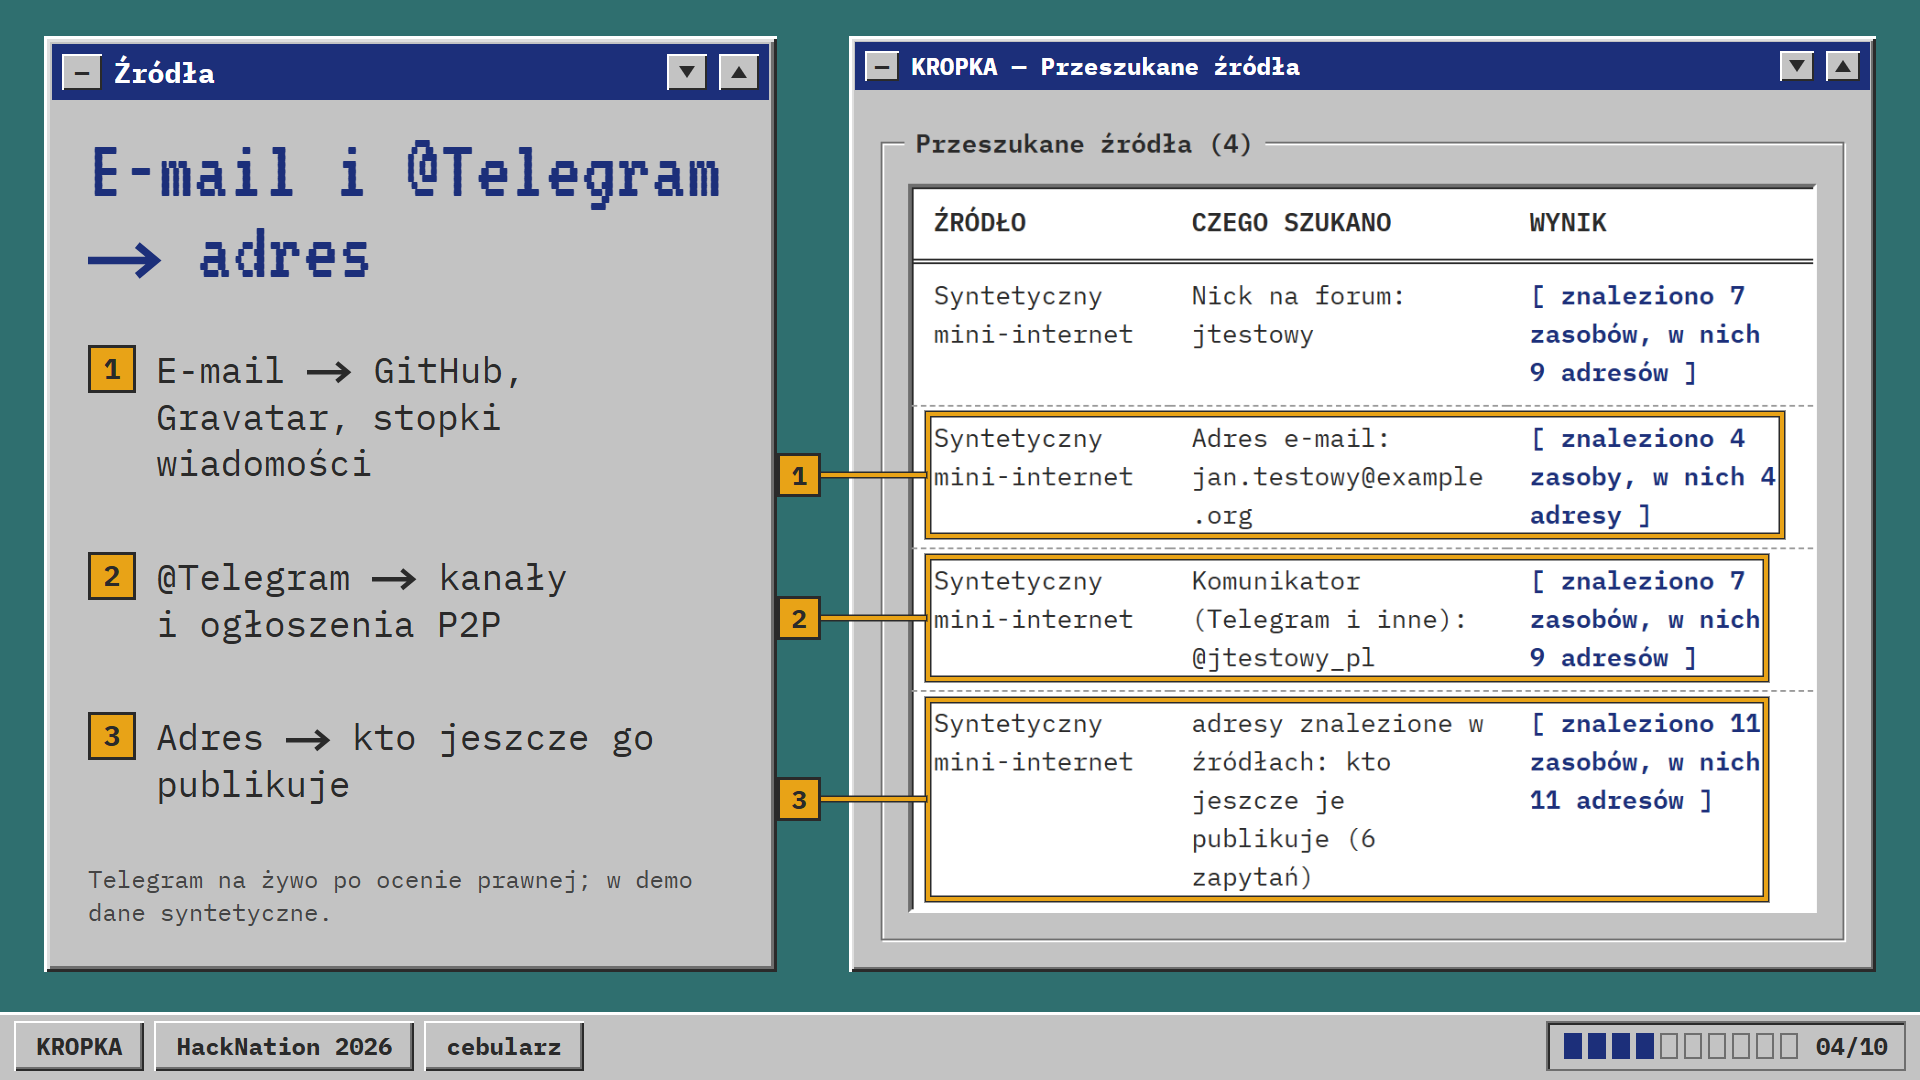 Źródła
E-mail i @Telegram
→ adres
1 E-mail → GitHub,
Gravatar, stopki
wiadomości
2 @Telegram → kanały
i ogłoszenia P2P
3 Adres → kto jeszcze go
publikuje
Telegram na żywo po ocenie prawnej; w demo
dane syntetyczne.
1
2
3
KROPKA — Przeszukane źródła
Przeszukane źródła (4)
ŹRÓDŁO CZEGO SZUKANO WYNIK
Syntetyczny Nick na forum: [ znaleziono 7
mini-internet jtestowy zasobów, w nich
9 adresów ]
Syntetyczny Adres e-mail: [ znaleziono 4
mini-internet jan.testowy@example zasoby, w nich 4
.org adresy ]
Syntetyczny Komunikator [ znaleziono 7
mini-internet (Telegram i inne): zasobów, w nich
@jtestowy_pl 9 adresów ]
Syntetyczny adresy znalezione w [ znaleziono 11
mini-internet źródłach: kto zasobów, w nich
jeszcze je 11 adresów ]
publikuje (6
zapytań)
KROPKA HackNation 2026 cebularz 04/10